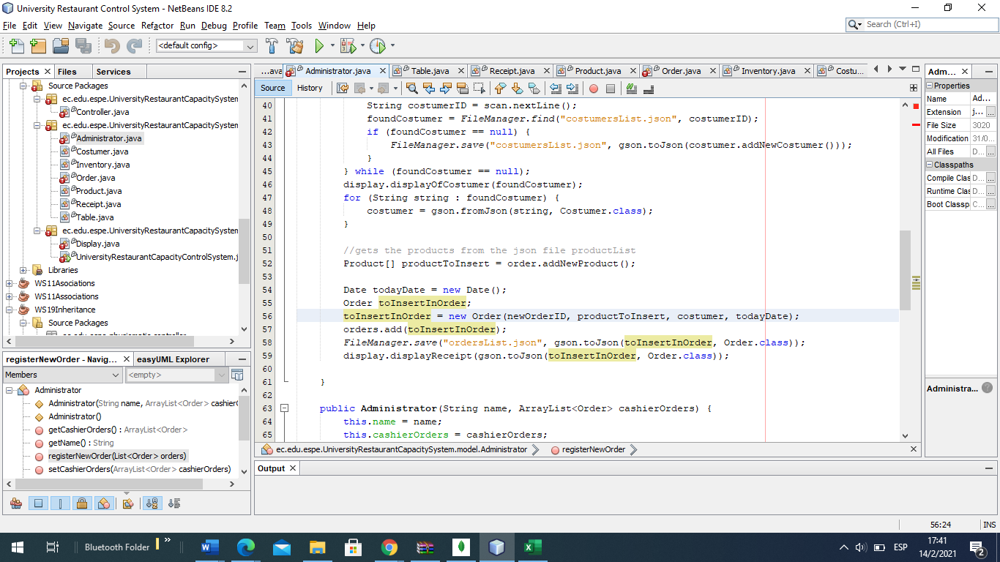 University Restaurant Control System - NetBeans IDE 8.2
File Edit View Navigate Source Refactor Run Debug Profile Team Tools Window Help
Search (Ctrl+I)
<default config>
Projects Files Services
Source Packages
ec.edu.espe.UniversityRestaurantCapacitySystem
Controller.java
ec.edu.espe.UniversityRestaurantCapacitySystem
Administrator.java
Costumer.java
Inventory.java
Order.java
Product.java
Receipt.java
Table.java
ec.edu.espe.UniversityRestaurantCapacitySystem
Display.java
UniversityRestaurantCapacityControlSystem.j
Libraries
WS11Asociations
WS11Associations
WS19Inheritance
Source Packages
registerNewOrder - Navig... easyUML Explorer
Members <empty>
Administrator
Administrator(String name, ArrayList<Order> cashierO
Administrator()
getCashierOrders() : ArrayList<Order>
getName() : String
registerNewOrder(List<Order> orders)
setCashierOrders(ArrayList<Order> cashierOrders)
...ava Administrator.java Table.java Receipt.java Product.java Order.java Inventory.java Costu...
Source History
40 String costumerID = scan.nextLine();
41 foundCostumer = FileManager.find("costumersList.json", costumerID);
42 if (foundCostumer == null) {
43 FileManager.save("costumersList.json", gson.toJson(costumer.addNewCostumer()));
44 }
45 } while (foundCostumer == null);
46 display.displayOfCostumer(foundCostumer);
47 for (String string : foundCostumer) {
48 costumer = gson.fromJson(string, Costumer.class);
49 }
50
51 //gets the products from the json file productList
52 Product[] productToInsert = order.addNewProduct();
53
54 Date todayDate = new Date();
55 Order toInsertInOrder;
56 toInsertInOrder = new Order(newOrderID, productToInsert, costumer, todayDate);
57 orders.add(toInsertInOrder);
58 FileManager.save("ordersList.json", gson.toJson(toInsertInOrder, Order.class));
59 display.displayReceipt(gson.toJson(toInsertInOrder, Order.class));
60
61 }
62
63 public Administrator(String name, ArrayList<Order> cashierOrders) {
64 this.name = name;
65 this.cashierOrders = cashierOrders;
ec.edu.espe.UniversityRestaurantCapacitySystem.model.Administrator registerNewOrder
Output
Adm...
Properties
Name Ad...
Extension j... ...
File Size 3020
Modification 31/0...
All Files D... ...
Classpaths
Compile Clas D... ...
Runtime Clas D... ...
Boot Classp C... ...
Administra...
56:24 INS
Bluetooth Folder »
ESP
17:41
14/2/2021
2